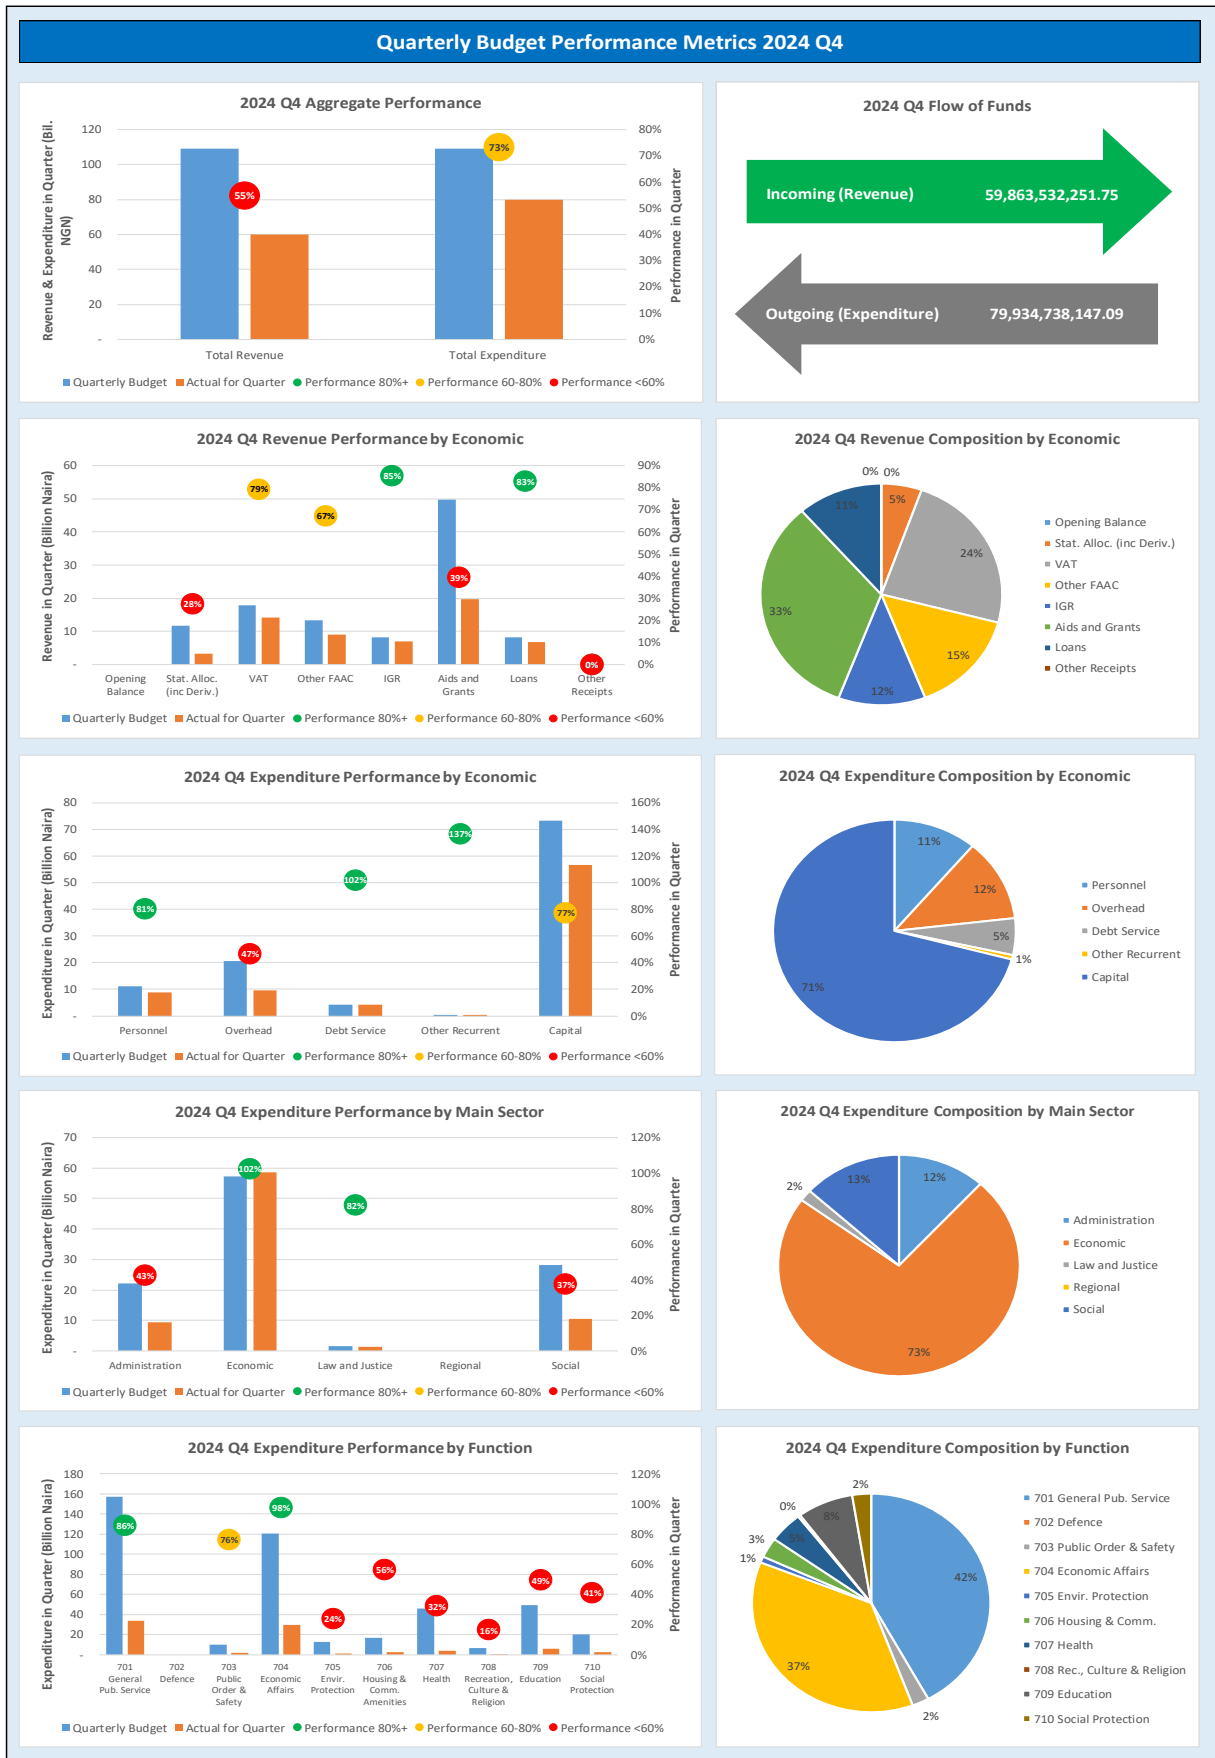 Quarterly Budget Performance Metrics 2024 Q4
2024 Q4 Aggregate Performance
Revenue & Expenditure in Quarter (Bil. NGN)
120
100
80
60
40
20
-
80%
70%
60%
50%
40%
30%
20%
10%
0%
Performance in Quarter
55%
73%
Total Revenue
Total Expenditure
Quarterly Budget Actual for Quarter Performance 80%+ Performance 60-80% Performance <60%
2024 Q4 Flow of Funds
Incoming (Revenue) 59,863,532,251.75
Outgoing (Expenditure) 79,934,738,147.09
2024 Q4 Revenue Performance by Economic
Revenue in Quarter (Billion Naira)
60
50
40
30
20
10
-
90%
80%
70%
60%
50%
40%
30%
20%
10%
0%
Performance in Quarter
28%
79%
67%
85%
39%
83%
0%
Opening Balance
Stat. Alloc. (inc Deriv.)
VAT
Other FAAC
IGR
Aids and Grants
Loans
Other Receipts
Quarterly Budget Actual for Quarter Performance 80%+ Performance 60-80% Performance <60%
2024 Q4 Revenue Composition by Economic
0% 0%
5%
24%
15%
12%
33%
11%
Opening Balance
Stat. Alloc. (inc Deriv.)
VAT
Other FAAC
IGR
Aids and Grants
Loans
Other Receipts
2024 Q4 Expenditure Performance by Economic
Expenditure in Quarter (Billion Naira)
80
70
60
50
40
30
20
10
-
160%
140%
120%
100%
80%
60%
40%
20%
0%
Performance in Quarter
81%
47%
102%
137%
77%
Personnel
Overhead
Debt Service
Other Recurrent
Capital
Quarterly Budget Actual for Quarter Performance 80%+ Performance 60-80% Performance <60%
2024 Q4 Expenditure Composition by Economic
11%
12%
5%
1%
71%
Personnel
Overhead
Debt Service
Other Recurrent
Capital
2024 Q4 Expenditure Performance by Main Sector
Expenditure in Quarter (Billion Naira)
70
60
50
40
30
20
10
-
120%
100%
80%
60%
40%
20%
0%
Performance in Quarter
43%
102%
82%
37%
Administration
Economic
Law and Justice
Regional
Social
Quarterly Budget Actual for Quarter Performance 80%+ Performance 60-80% Performance <60%
2024 Q4 Expenditure Composition by Main Sector
12%
73%
2%
13%
Administration
Economic
Law and Justice
Regional
Social
2024 Q4 Expenditure Performance by Function
Expenditure in Quarter (Billion Naira)
180
160
140
120
100
80
60
40
20
-
120%
100%
80%
60%
40%
20%
0%
Performance in Quarter
86%
76%
98%
24%
56%
32%
16%
49%
41%
701 General Pub. Service
702 Defence
703 Public Order & Safety
704 Economic Affairs
705 Envir. Protection
706 Housing & Comm. Amenities
707 Health
708 Recreation, Culture & Religion
709 Education
710 Social Protection
Quarterly Budget Actual for Quarter Performance 80%+ Performance 60-80% Performance <60%
2024 Q4 Expenditure Composition by Function
42%
2%
37%
1%
3%
5%
0%
8%
2%
701 General Pub. Service
702 Defence
703 Public Order & Safety
704 Economic Affairs
705 Envir. Protection
706 Housing & Comm.
707 Health
708 Rec., Culture & Religion
709 Education
710 Social Protection